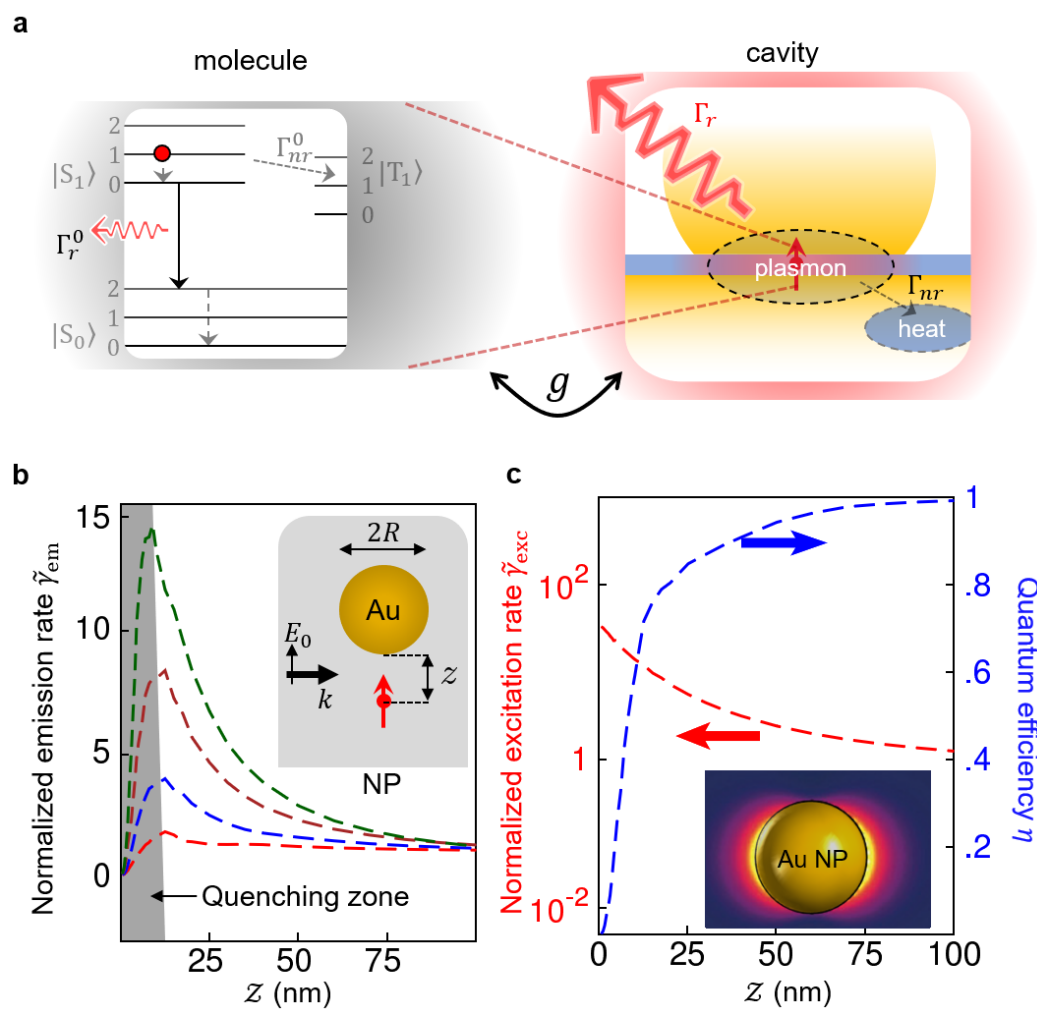 a
molecule
cavity
2
1
0
|S₁⟩
Γ⁰ₙᵣ
2
1
0
|T₁⟩
Γ⁰ᵣ
2
1
0
|S₀⟩
Γᵣ
plasmon
Γₙᵣ
heat
g
b
Normalized emission rate γ̃ₑₘ
15
10
5
0
25
50
75
z (nm)
2R
Au
E₀
k
z
NP
Quenching zone
c
Normalized excitation rate γ̃ₑₓc
10²
1
10⁻²
0
25
50
75
100
z (nm)
1
.8
.6
.4
.2
Quantum efficiency η
Au NP